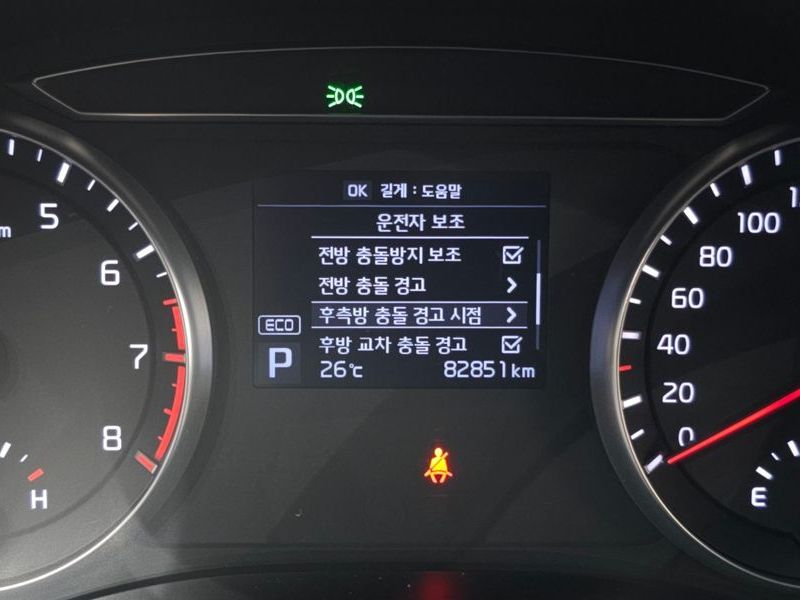 OK 길게 : 도움말
운전자 보조
전방 충돌방지 보조
전방 충돌 경고
후측방 충돌 경고 시점
후방 교차 충돌 경고
ECO
P
26℃
82851 km
5
6
7
8
H
100
80
60
40
20
0
E